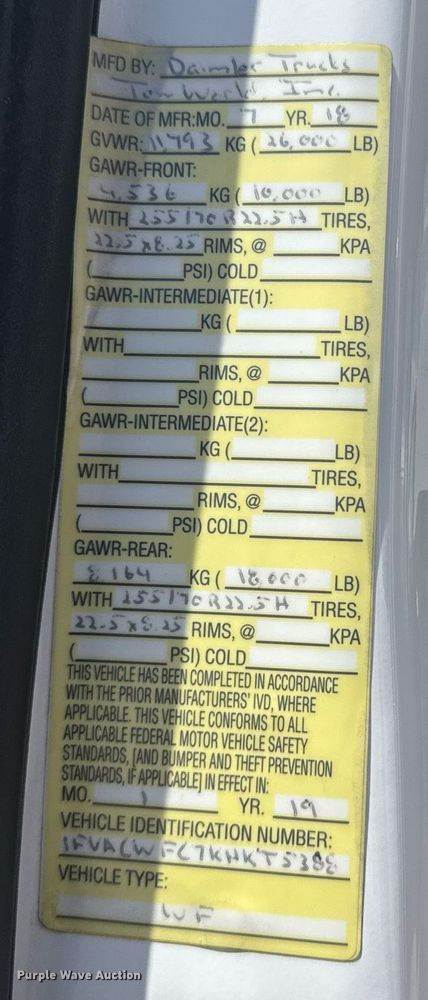 MFD BY: Daimler Trucks
Tom World, Inc.
DATE OF MFR:MO. 7 YR. 18
GVWR: 11,793 KG ( 26,000 LB)
GAWR-FRONT:
4,536 KG ( 10,000 LB)
WITH 255/70R22.5H TIRES,
22.5x8.25 RIMS, @ KPA
( PSI) COLD
GAWR-INTERMEDIATE(1):
KG ( LB)
WITH TIRES,
RIMS, @ KPA
( PSI) COLD
GAWR-INTERMEDIATE(2):
KG ( LB)
WITH TIRES,
RIMS, @ KPA
( PSI) COLD
GAWR-REAR:
8,164 KG ( 18,000 LB)
WITH 255/70R22.5H TIRES,
22.5x8.25 RIMS, @ KPA
( PSI) COLD
THIS VEHICLE HAS BEEN COMPLETED IN ACCORDANCE
WITH THE PRIOR MANUFACTURERS' IVD, WHERE
APPLICABLE. THIS VEHICLE CONFORMS TO ALL
APPLICABLE FEDERAL MOTOR VEHICLE SAFETY
STANDARDS, [AND BUMPER AND THEFT PREVENTION
STANDARDS, IF APPLICABLE] IN EFFECT IN:
MO. 1 YR. 19
VEHICLE IDENTIFICATION NUMBER:
1FVACWFC7KHKT5388
VEHICLE TYPE:
WF
Purple Wave Auction